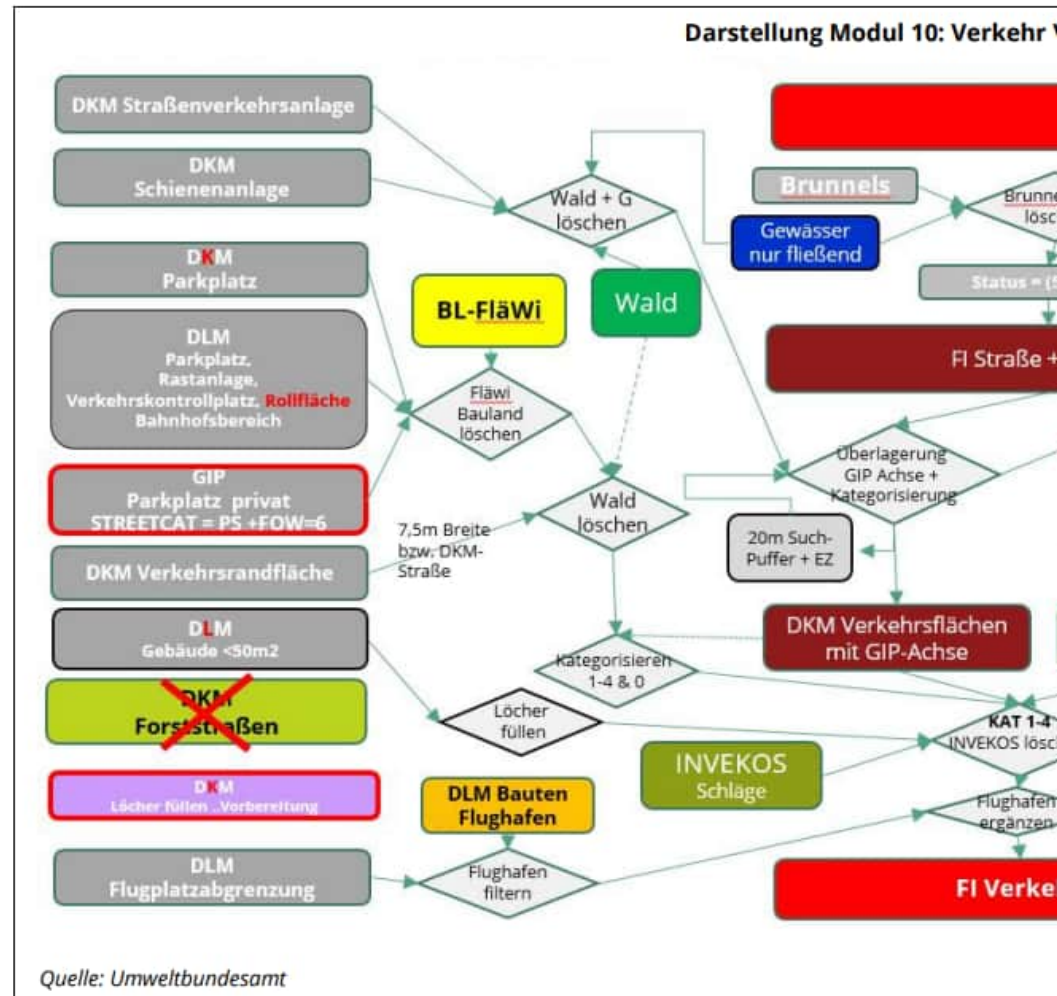 Darstellung Modul 10: Verkehr
DKM Straßenverkehrsanlage
DKM
Schienenanlage
Wald + G
löschen
Brunnels
Gewässer
nur fließend
Status =
DKM
Parkplatz
BL-FläWi
Wald
DLM
Parkplatz,
Rastanlage,
Verkehrskontrollplatz, Rollfläche
Bahnhofsbereich
Fläwi
Bauland
löschen
FI Straße +
GIP
Parkplatz privat
STREETCAT = PS +FOW=6
Überlagerung
GIP Achse +
Kategorisierung
Wald
löschen
7,5m Breite
bzw. DKM-
Straße
20m Such-
Puffer + EZ
DKM Verkehrsrandfläche
DLM
Gebäude <50m2
DKM Verkehrsflächen
mit GIP-Achse
Kategorisieren
1-4 & 0
DKM
Forststraßen
Löcher
füllen
KAT 1-4
INVEKOS
INVEKOS
Schläge
DKM
Löcher füllen ..Vorbereitung
DLM Bauten
Flughafen
Flughafen
ergänzen
DLM
Flugplatzabgrenzung
Flughafen
filtern
FI
Quelle: Umweltbundesamt